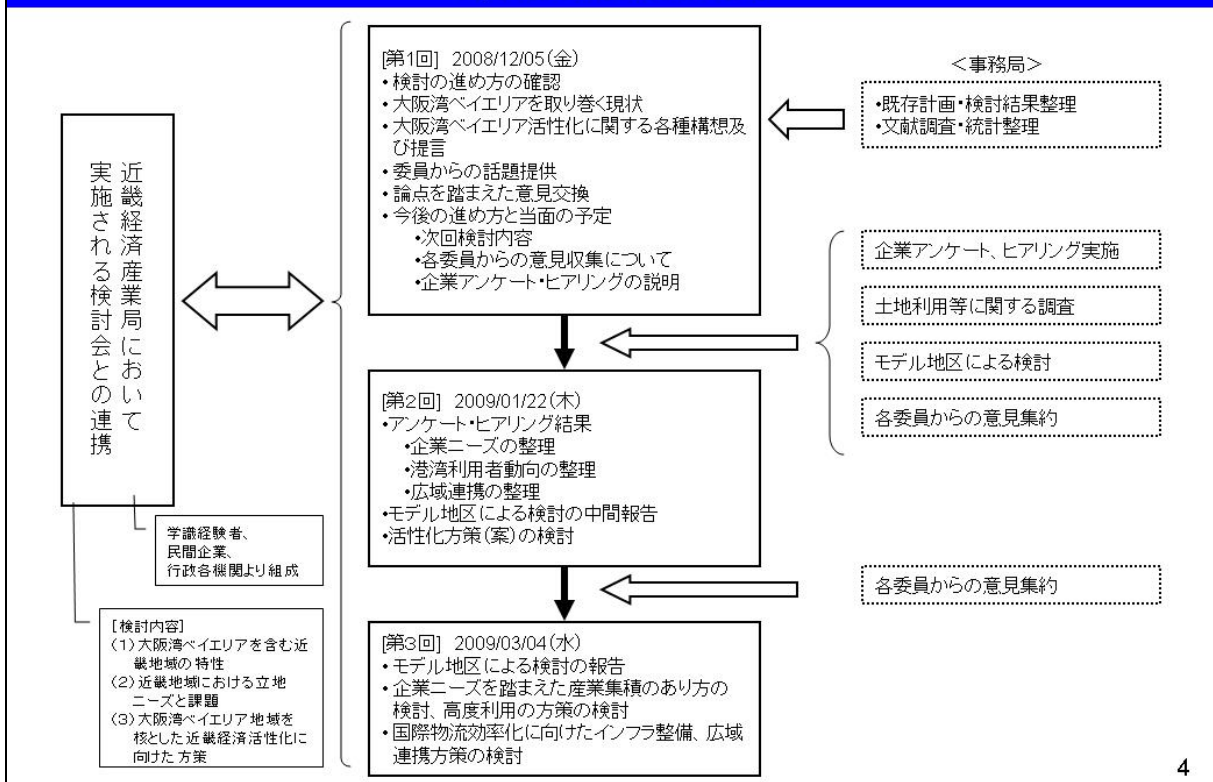 近畿経済産業局において
実施される検討会との連携
学識経験者、
民間企業、
行政各機関より組成
[検討内容]
(1)大阪湾ベイエリアを含む近
畿地域の特性
(2)近畿地域における立地
ニーズと課題
(3)大阪湾ベイエリア地域を
核とした近畿経済活性化に
向けた方策
[第1回] 2008/12/05(金)
・検討の進め方の確認
・大阪湾ベイエリアを取り巻く現状
・大阪湾ベイエリア活性化に関する各種構想及
び提言
・委員からの話題提供
・論点を踏まえた意見交換
・今後の進め方と当面の予定
・次回検討内容
・各委員からの意見収集について
・企業アンケート・ヒアリングの説明
[第2回] 2009/01/22(木)
・アンケート・ヒアリング結果
・企業ニーズの整理
・港湾利用者動向の整理
・広域連携の整理
・モデル地区による検討の中間報告
・活性化方策(案)の検討
[第3回] 2009/03/04(水)
・モデル地区による検討の報告
・企業ニーズを踏まえた産業集積のあり方の
検討、高度利用の方策の検討
・国際物流効率化に向けたインフラ整備、広域
連携方策の検討
<事務局>
・既存計画・検討結果整理
・文献調査・統計整理
企業アンケート、ヒアリング実施
土地利用等に関する調査
モデル地区による検討
各委員からの意見集約
各委員からの意見集約
4